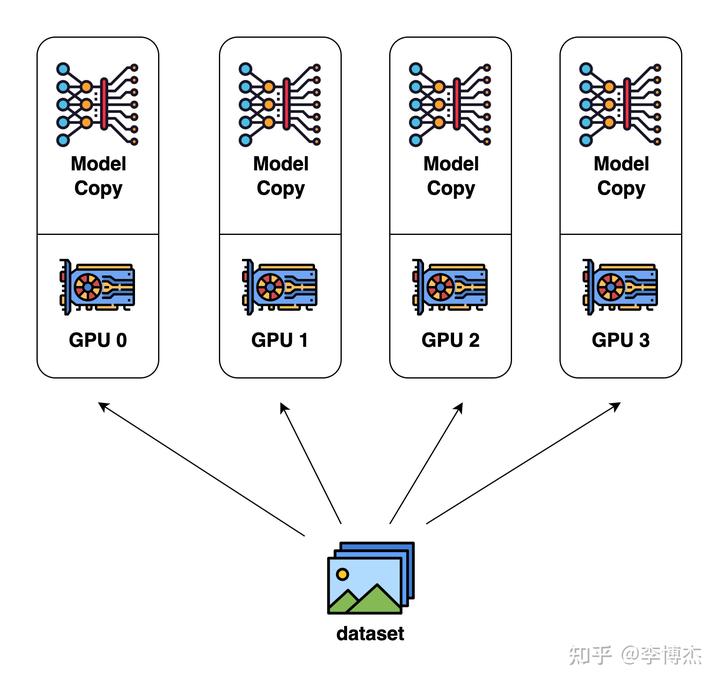 Model
Copy
Model
Copy
Model
Copy
Model
Copy
GPU 0
GPU 1
GPU 2
GPU 3
dataset
知乎 @李博杰